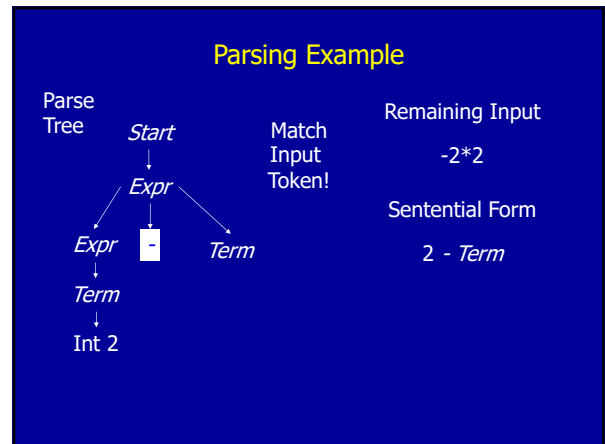 Parsing Example
Parse
Tree
Start
Match
Input
Token!
Remaining Input
-2*2
Expr
Sentential Form
Expr - Term
2 - Term
Term
Int 2